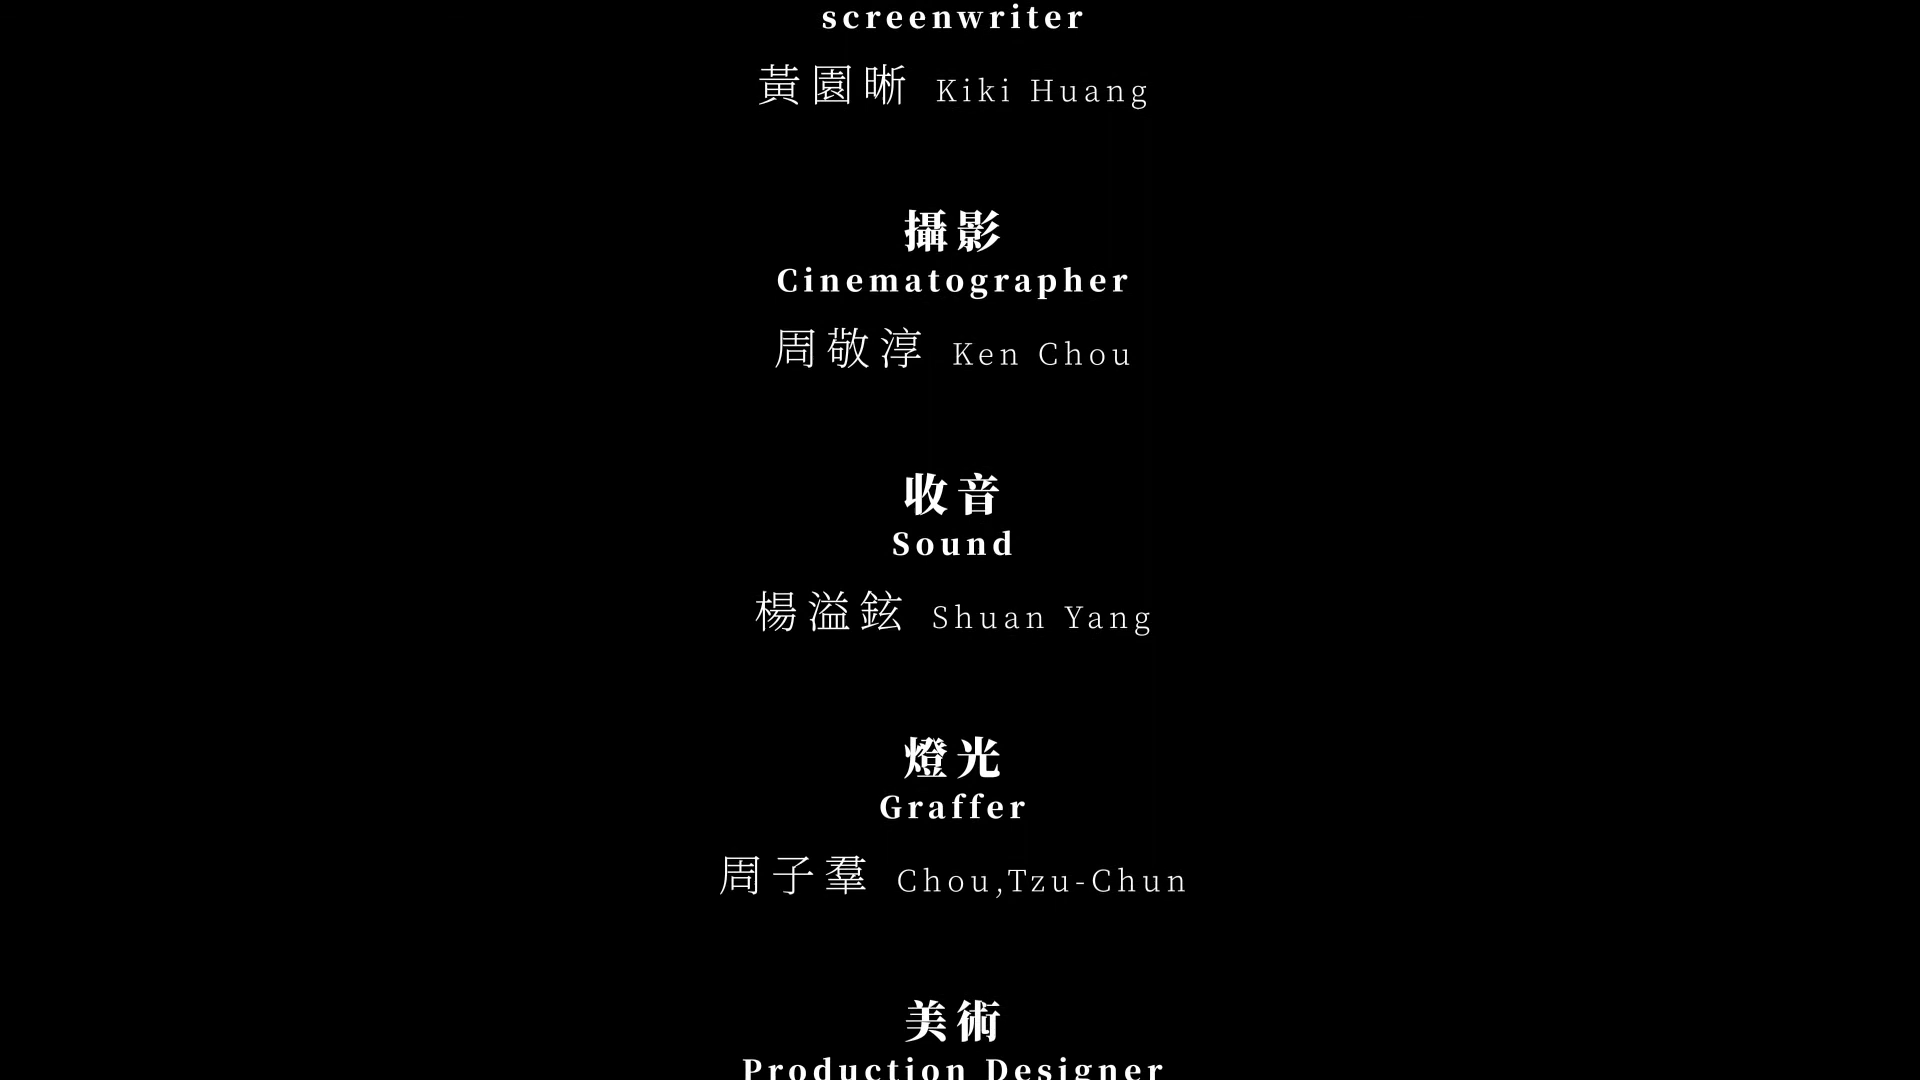 screenwriter
黃園晰 Kiki Huang
攝影
Cinematographer
周敬淳 Ken Chou
收音
Sound
楊溢鉉 Shuan Yang
燈光
Graffer
周子羣 Chou,Tzu-Chun
美術
Production Designer